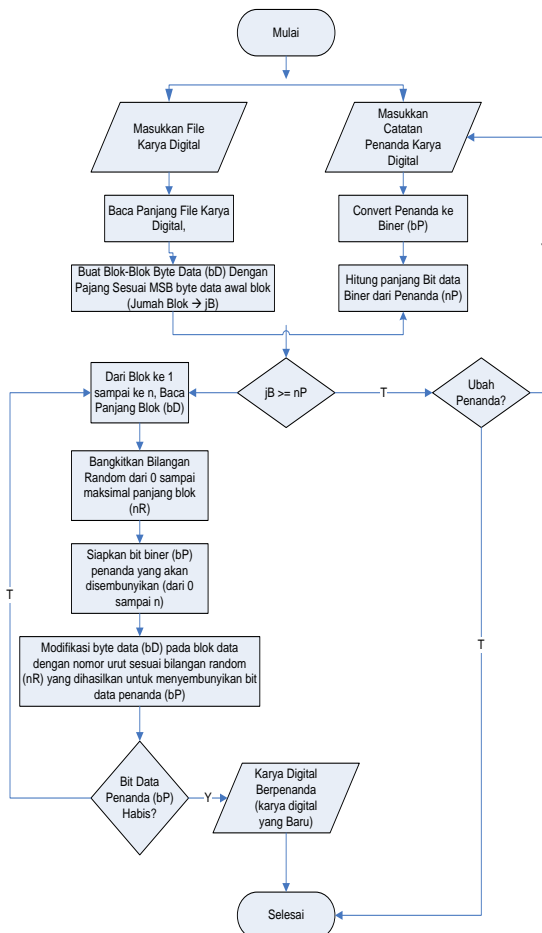 Mulai
Masukkan File
Karya Digital
Masukkan
Catatan
Penanda Karya
Digital
Baca Panjang File Karya
Digital,
Convert Penanda ke
Biner (bP)
Buat Blok-Blok Byte Data (bD) Dengan
Pajang Sesuai MSB byte data awal blok
(Jumah Blok → jB)
Hitung panjang Bit data
Biner dari Penanda (nP)
Dari Blok ke 1
sampai ke n, Baca
Panjang Blok (bD)
jB >= nP
T
Ubah
Penanda?
Bangkitkan Bilangan
Random dari 0 sampai
maksimal panjang blok
(nR)
Siapkan bit biner (bP)
penanda yang akan
disembunyikan (dari 0
sampai n)
T
T
Modifikasi byte data (bD) pada blok data
dengan nomor urut sesuai bilangan random
(nR) yang dihasilkan untuk menyembunyikan bit
data penanda (bP)
Bit Data
Penanda (bP)
Habis?
Y
Karya Digital
Berpenanda
(karya digital
yang Baru)
Selesai